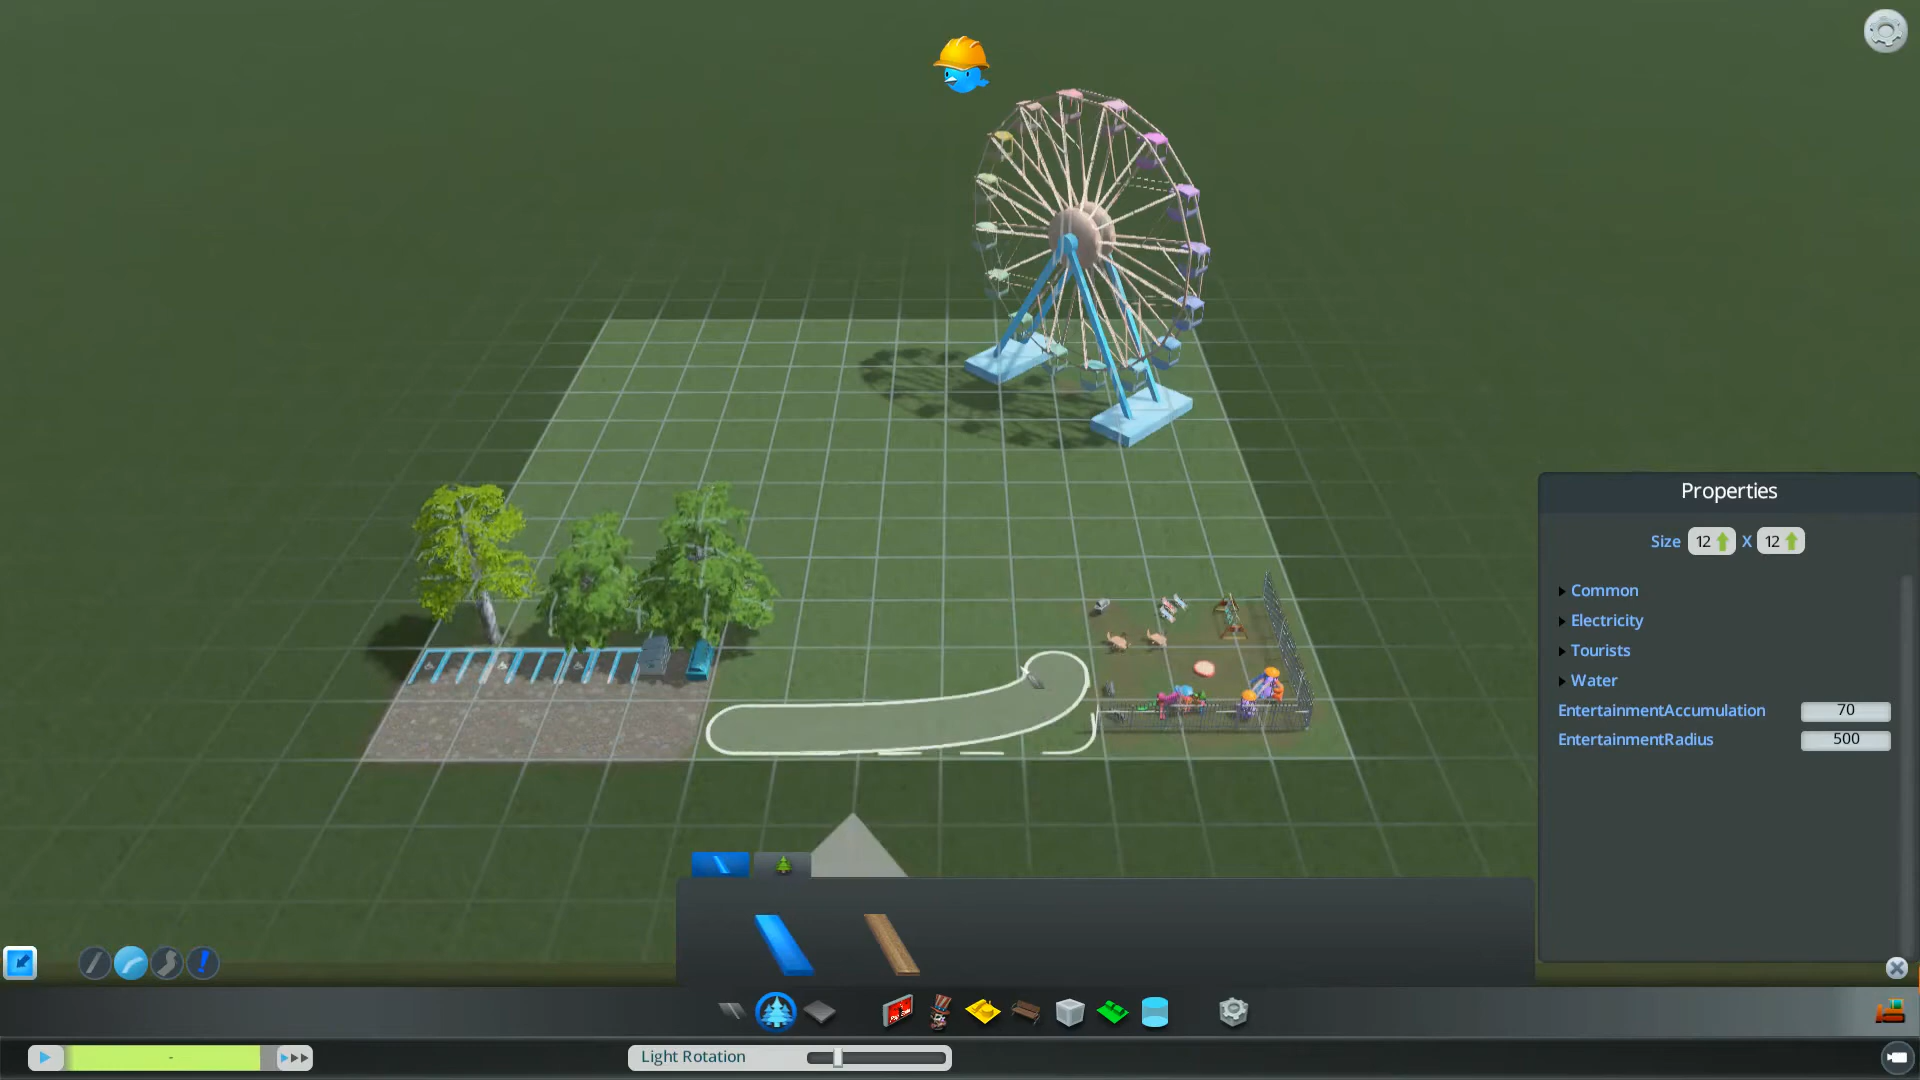 Properties
Size 12 X 12
Common
Electricity
Tourists
Water
EntertainmentAccumulation 70
EntertainmentRadius 500
-
Light Rotation